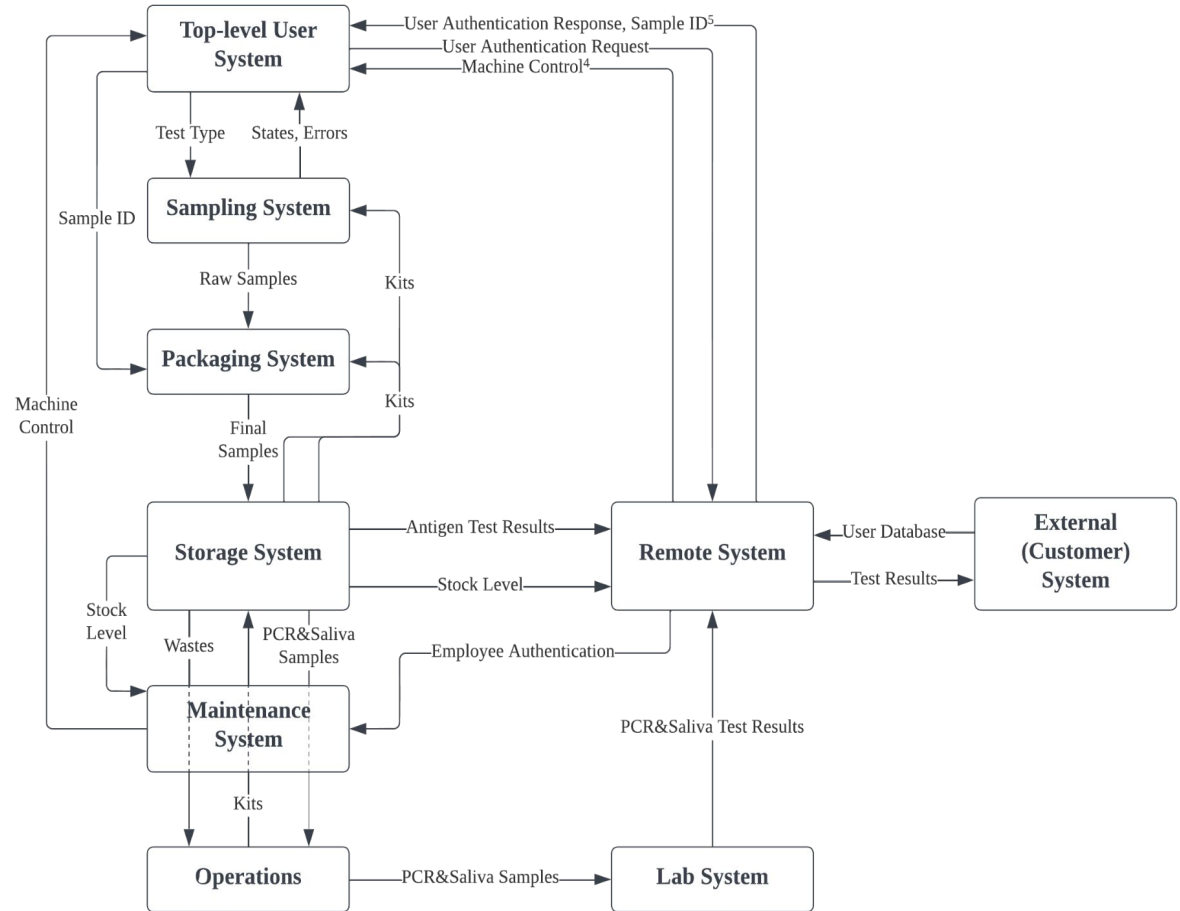 Top-level User
System
User Authentication Response, Sample ID⁵
User Authentication Request
Machine Control⁴
Test Type
States, Errors
Sampling System
Sample ID
Raw Samples
Kits
Packaging System
Machine
Control
Kits
Final
Samples
Storage System
Antigen Test Results
Stock Level
Remote System
User Database
Test Results
External
(Customer)
System
Stock
Level
Wastes
PCR&Saliva
Samples
Employee Authentication
Maintenance
System
PCR&Saliva Test Results
Kits
Operations
PCR&Saliva Samples
Lab System